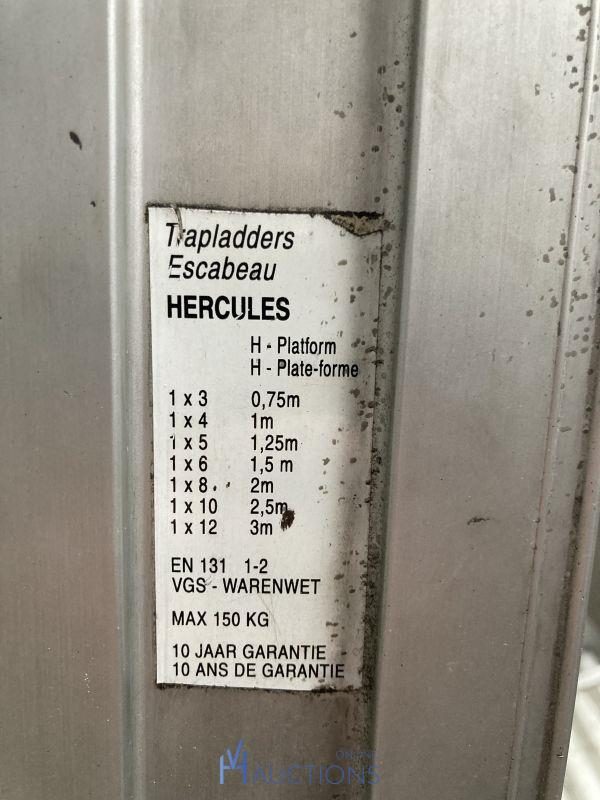 Trapladders
Escabeau
HERCULES
H - Platform
H - Plate-forme
1 x 3 0,75m
1 x 4 1m
1 x 5 1,25m
1 x 6 1,5 m
1 x 8 2m
1 x 10 2,5m
1 x 12 3m
EN 131 1-2
VGS - WARENWET
MAX 150 KG
10 JAAR GARANTIE
10 ANS DE GARANTIE
VH ONLINE
AUCTIONS